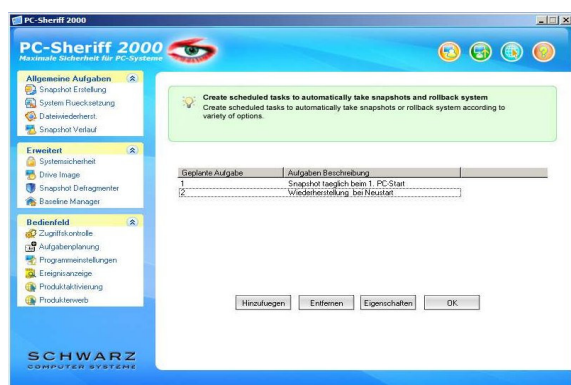 PC-Sheriff 2000
PC-Sheriff 2000
Maximale Sicherheit für PC-Systeme
Allgemeine Aufgaben
Snapshot Erstellung
System Ruecksetzung
Dateiwiederherst.
Snapshot Verlauf
Erweitert
Systemsicherheit
Drive Image
Snapshot Defragmenter
Baseline Manager
Bedienfeld
Zugriffskontrolle
Aufgabenplanung
Programmeinstellungen
Ereignisanzeige
Produktaktivierung
Produkterwerb
SCHWARZ
COMPUTER SYSTEME
Create scheduled tasks to automatically take snapshots and rollback system
Create scheduled tasks to automatically take snapshots or rollback system according to
variety of options.
Geplante Aufgabe Aufgaben Beschreibung
1 Snapshot taeglich beim 1. PC-Start
2 Wiederherstellung bei Neustart
Hinzufuegen Entfernen Eigenschaften OK